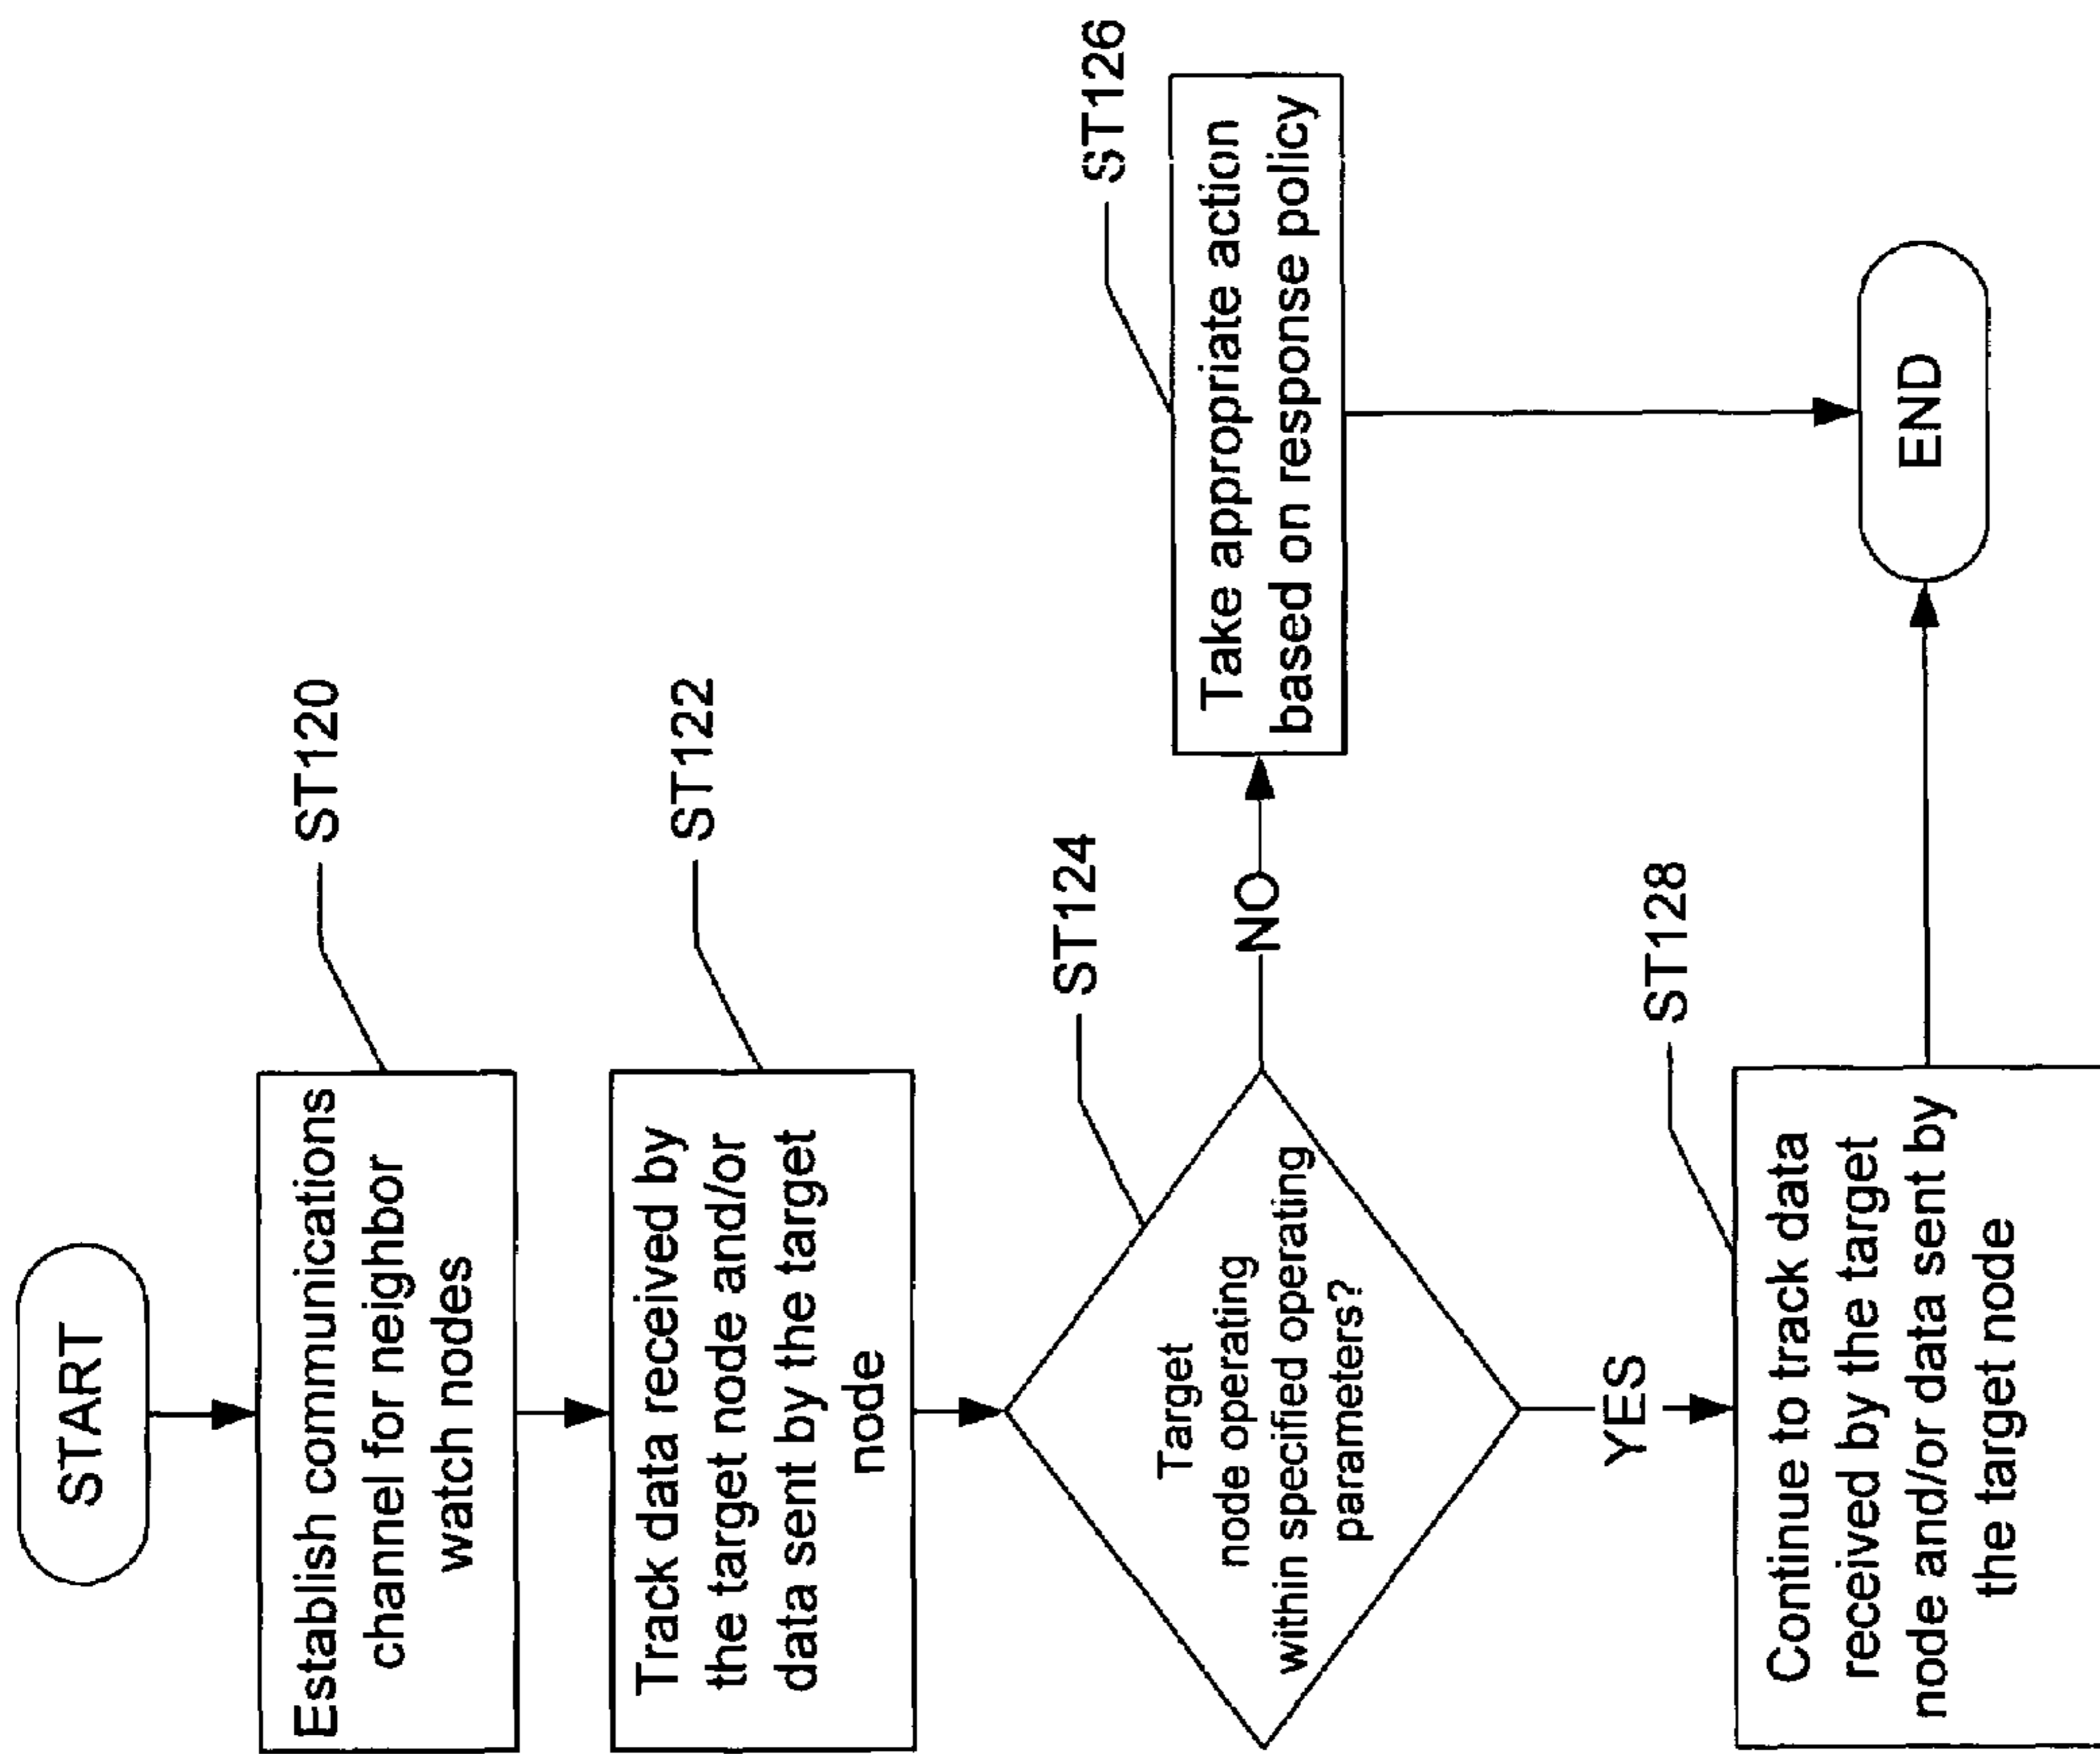 START
ST120
Establish communications
channel for neighbor
watch nodes
ST122
Track data received by
the target node and/or
data sent by the target
node
ST124
Target
node operating
within specified operating
parameters?
NO
ST126
Take appropriate action
based on response policy
YES
ST128
Continue to track data
received by the target
node and/or data sent by
the target node
END